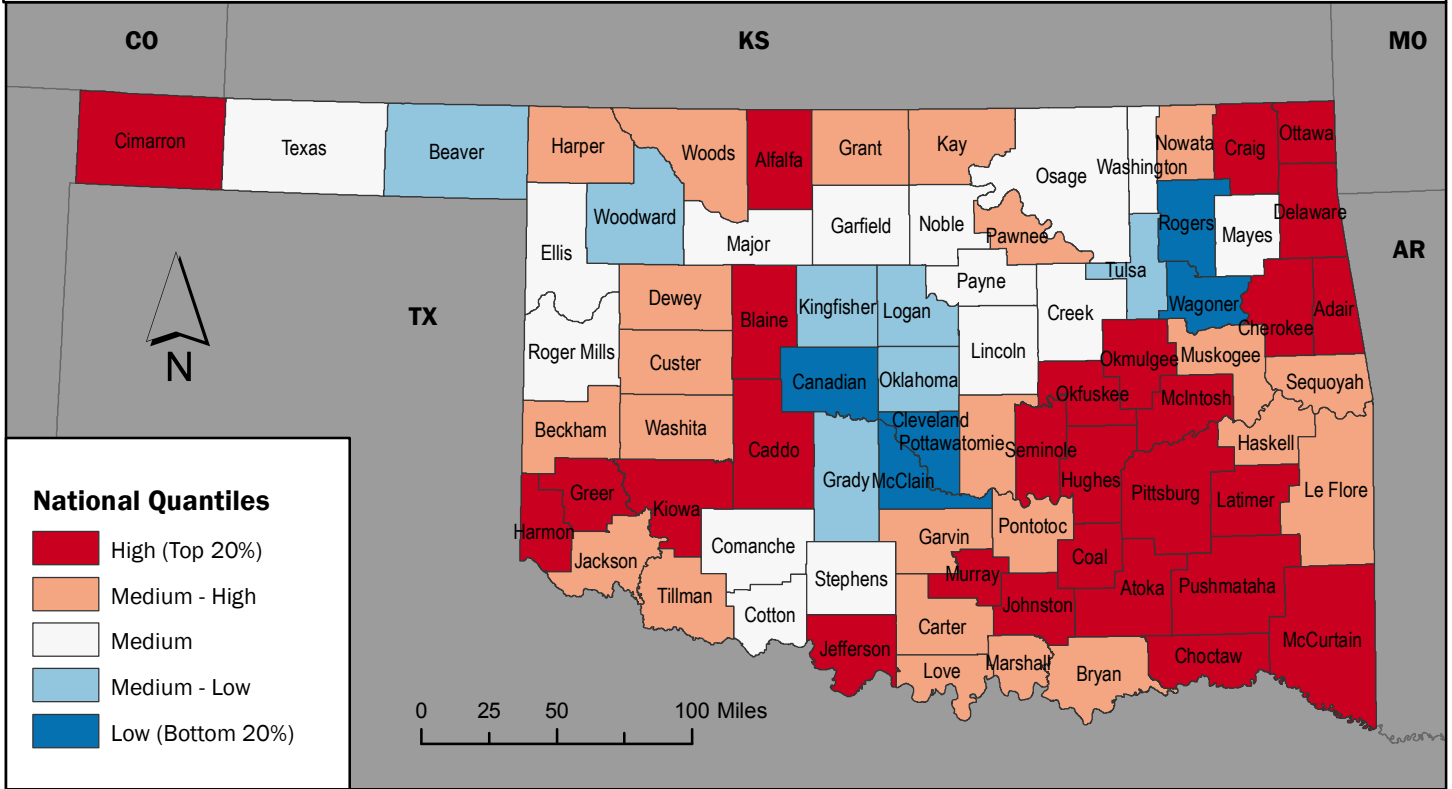 CO
KS
MO
Cimarron
Texas
Beaver
Harper
Woods
Alfalfa
Grant
Kay
Osage
Washington
Nowata
Craig
Ottawa
Woodward
Ellis
Major
Garfield
Noble
Pawnee
Rogers
Mayes
Delaware
AR
TX
Dewey
Blaine
Kingfisher
Logan
Payne
Creek
Tulsa
Wagoner
Cherokee
Adair
Roger Mills
Custer
Canadian
Oklahoma
Lincoln
Okmulgee
Muskogee
Sequoyah
N
Beckham
Washita
Caddo
Cleveland
Pottawatomie
Okfuskee
McIntosh
Seminole
Haskell
Greer
Kiowa
Grady
McClain
Hughes
Pittsburg
Latimer
Le Flore
Harmon
Jackson
Comanche
Garvin
Pontotoc
Coal
Tillman
Stephens
Murray
Johnston
Atoka
Pushmataha
Cotton
Jefferson
Carter
Love
Marshall
Bryan
Choctaw
McCurtain
National Quantiles
High (Top 20%)
Medium - High
Medium
Medium - Low
Low (Bottom 20%)
0 25 50 100 Miles